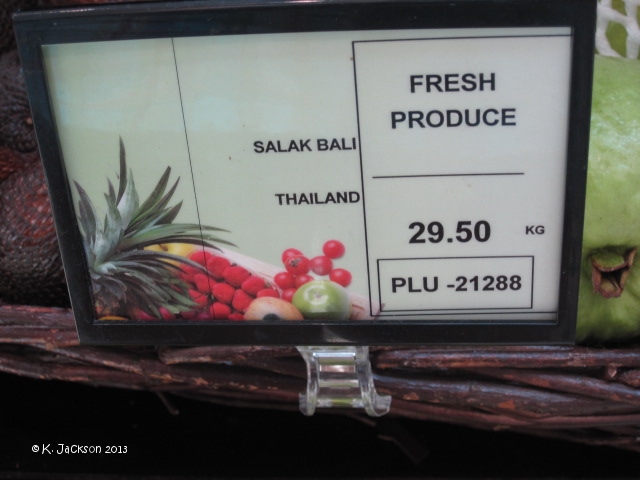 FRESH
PRODUCE
SALAK BALI
THAILAND
29.50 KG
PLU -21288
© K. Jackson 2013